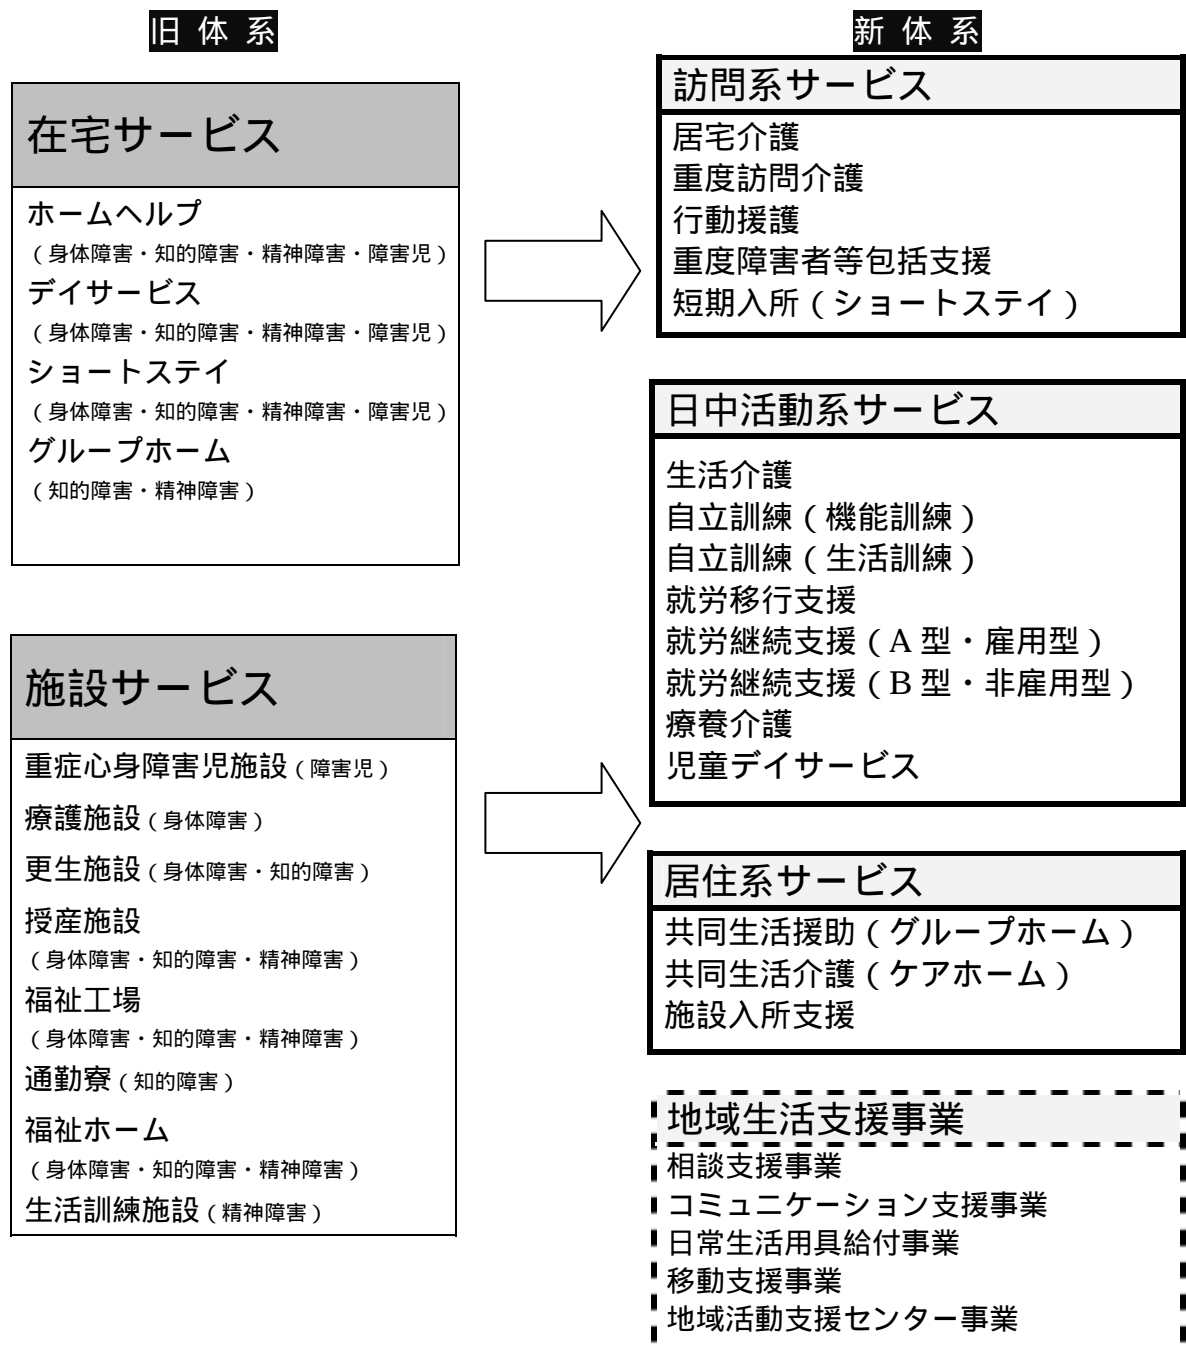 旧 体 系
在宅サービス
ホームヘルプ
（身体障害・知的障害・精神障害・障害児）
デイサービス
（身体障害・知的障害・精神障害・障害児）
ショートステイ
（身体障害・知的障害・精神障害・障害児）
グループホーム
（知的障害・精神障害）
施設サービス
重症心身障害児施設（障害児）
療護施設（身体障害）
更生施設（身体障害・知的障害）
授産施設
（身体障害・知的障害・精神障害）
福祉工場
（身体障害・知的障害・精神障害）
通勤寮（知的障害）
福祉ホーム
（身体障害・知的障害・精神障害）
生活訓練施設（精神障害）
新 体 系
訪問系サービス
居宅介護
重度訪問介護
行動援護
重度障害者等包括支援
短期入所（ショートステイ）
日中活動系サービス
生活介護
自立訓練（機能訓練）
自立訓練（生活訓練）
就労移行支援
就労継続支援（A 型・雇用型）
就労継続支援（B 型・非雇用型）
療養介護
児童デイサービス
居住系サービス
共同生活援助（グループホーム）
共同生活介護（ケアホーム）
施設入所支援
地域生活支援事業
相談支援事業
コミュニケーション支援事業
日常生活用具給付事業
移動支援事業
地域活動支援センター事業